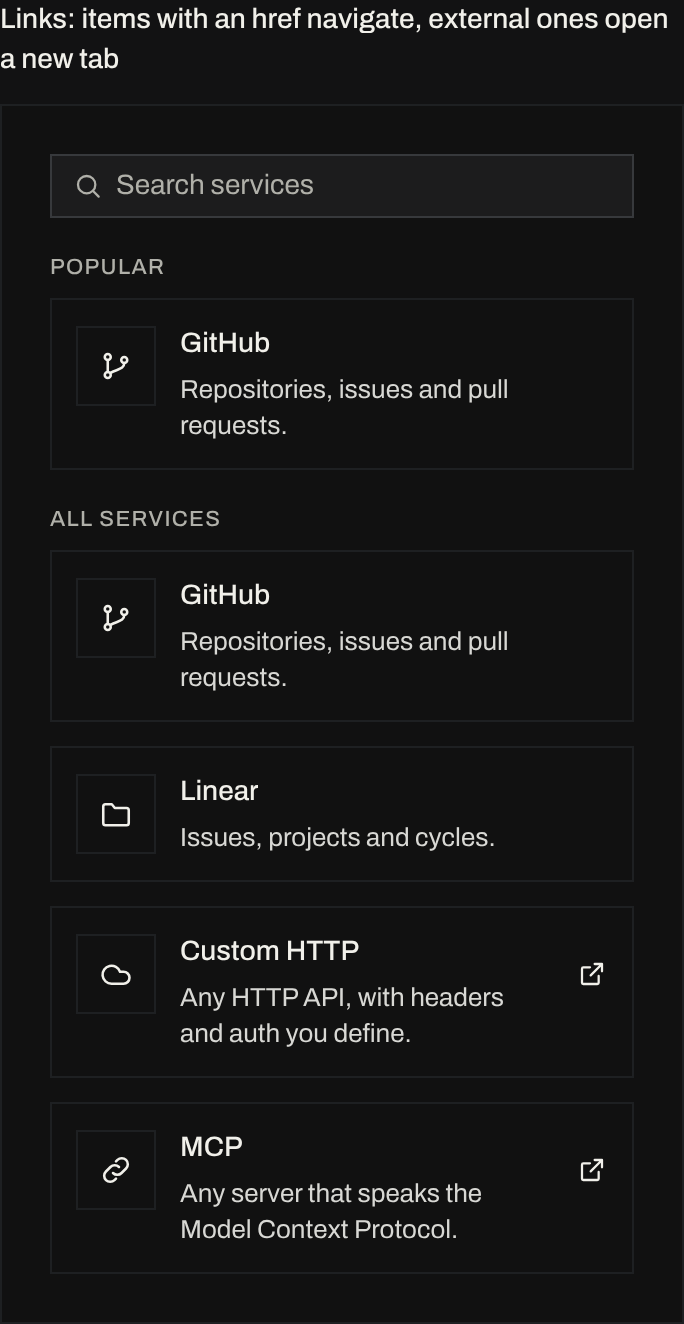 Links: items with an href navigate, external ones open
a new tab
Search services
POPULAR
GitHub
Repositories, issues and pull
requests.
ALL SERVICES
GitHub
Repositories, issues and pull
requests.
Linear
Issues, projects and cycles.
Custom HTTP
Any HTTP API, with headers
and auth you define.
MCP
Any server that speaks the
Model Context Protocol.